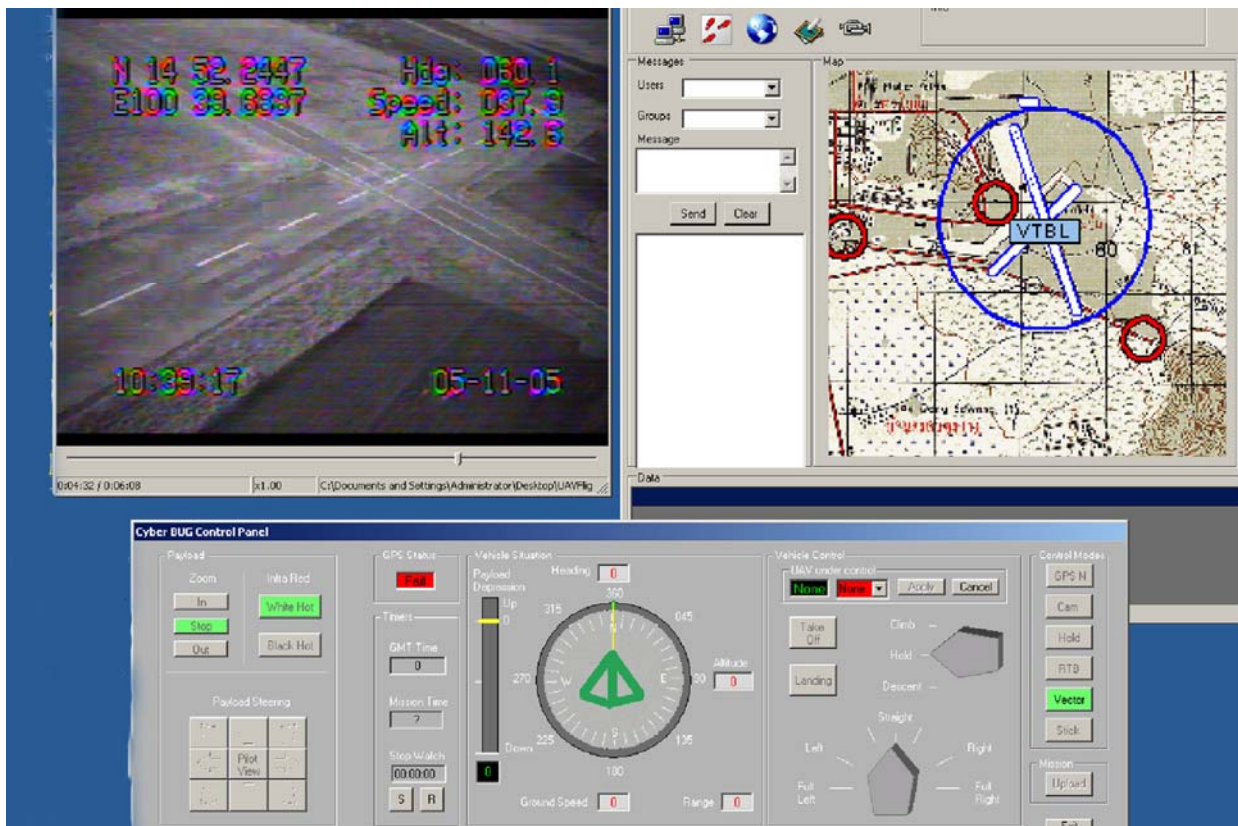 N 14 52.2447
Hdg: 060.1
Speed: 037.9
Alt: 142.8
10:39:17
05-11-05
0:04:32 / 0:06:08
x1.00
C:\Documents and Settings\Administrator\Desktop\UAVFlig
Messages
Users
Groups
Message
Send
Clear
Map
VTBL
80
81
Data
Cyber BUG Control Panel
Payload
Zoom
Infra Red
In
White Hot
Stop
Out
Black Hot
Payload Steering
Pilot
View
GPS Status
Fail
Timers
GMT Time
0
Mission Time
?
Stop Watch
00:00:00
S
R
Vehicle Situation
Payload
Depression
Up
0
Down
0
Heading
0
360
045
315
270
W
E
225
S
135
180
Altitude
0
Ground Speed
0
Range
0
Vehicle Control
UAV under control
None
None
Apply
Cancel
Take
Off
Landing
Climb
Hold
Descent
Straight
Left
Right
Full
Left
Full
Right
Control Modes
GPS N
Cam
Hold
RTB
Vector
Stick
Mission
Upload